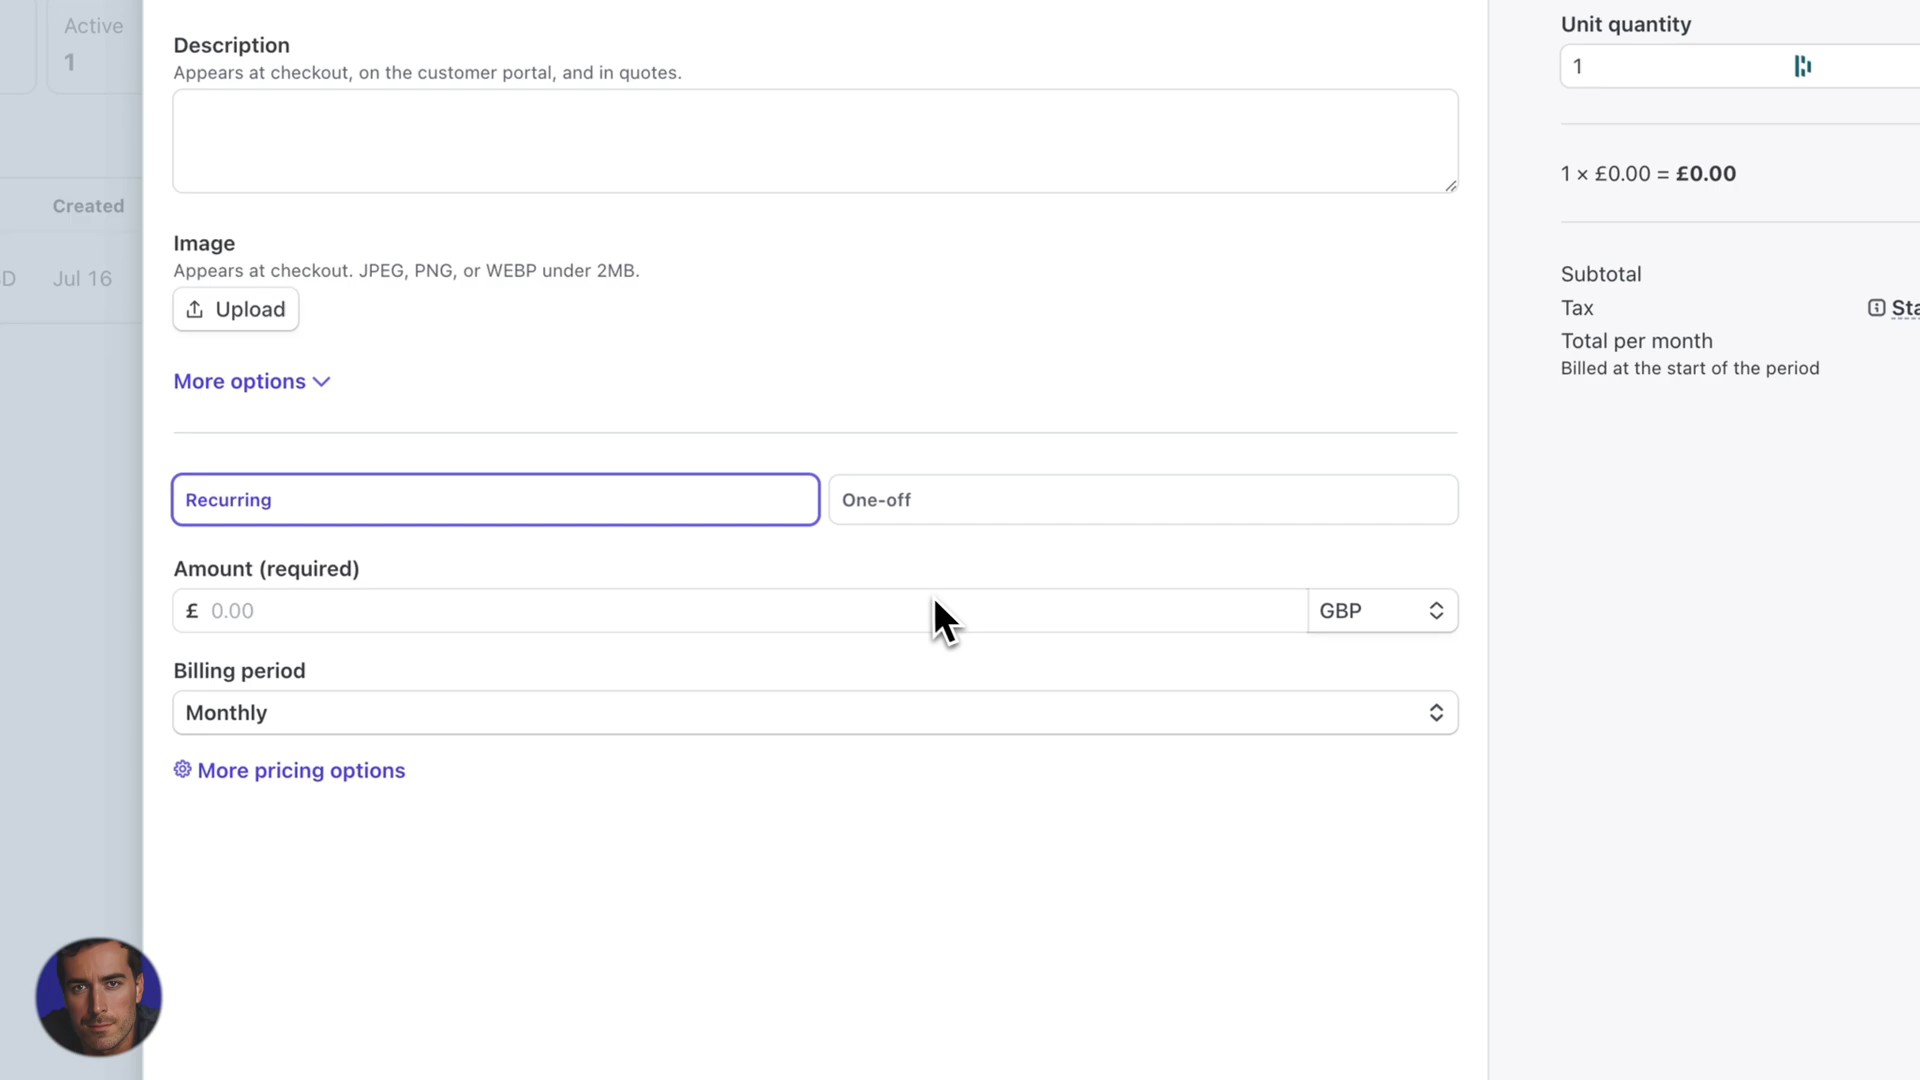 Active
1
Created
D
Jul 16
Description
Appears at checkout, on the customer portal, and in quotes.
Image
Appears at checkout. JPEG, PNG, or WEBP under 2MB.
Upload
More options
Recurring
One-off
Amount (required)
£ 0.00
GBP
Billing period
Monthly
More pricing options
Unit quantity
1
1 × £0.00 = £0.00
Subtotal
Tax
Sta
Total per month
Billed at the start of the period